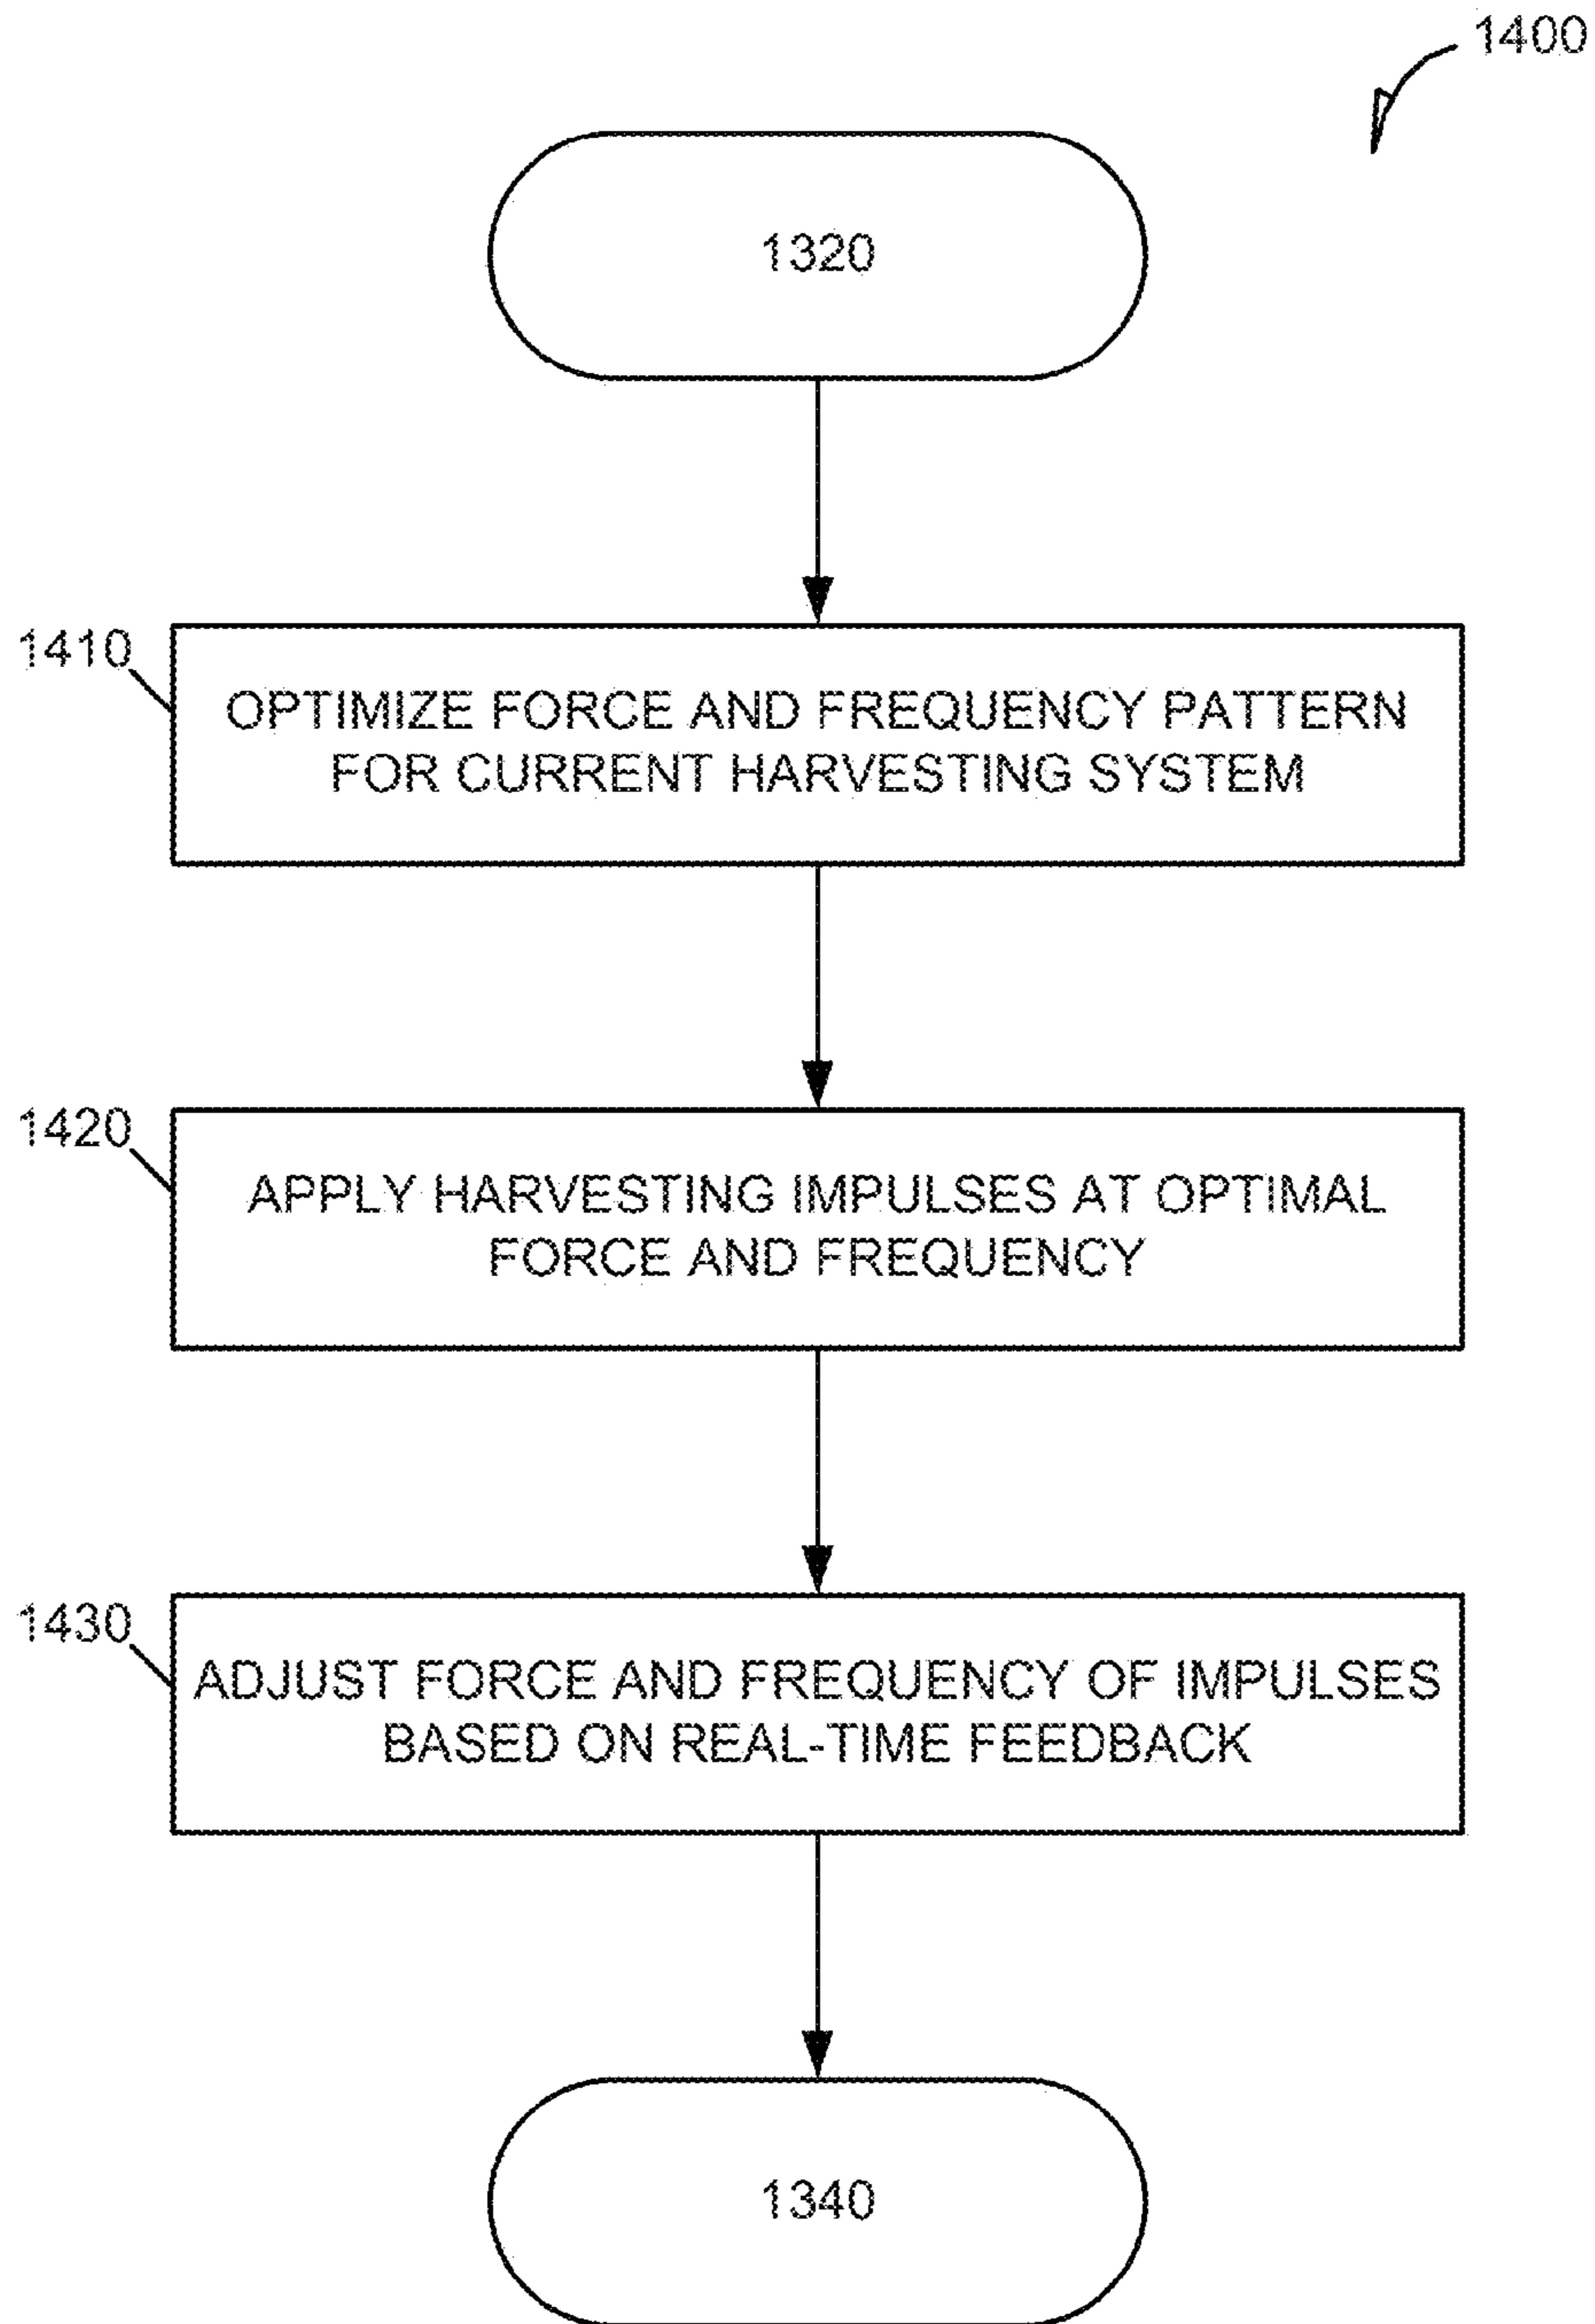 1400
1320
1410
OPTIMIZE FORCE AND FREQUENCY PATTERN
FOR CURRENT HARVESTING SYSTEM
1420
APPLY HARVESTING IMPULSES AT OPTIMAL
FORCE AND FREQUENCY
1430
ADJUST FORCE AND FREQUENCY OF IMPULSES
BASED ON REAL-TIME FEEDBACK
1340